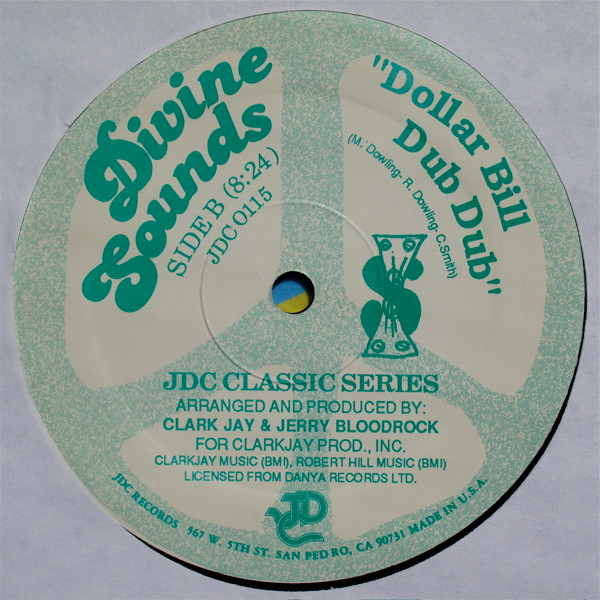 Divine
Sounds
SIDE B (8:24)
JDC 0115
"Dollar Bill
Dub Dub"
(M. Dowling- R. Dowling- C.Smith)
JDC CLASSIC SERIES
ARRANGED AND PRODUCED BY:
CLARK JAY & JERRY BLOODROCK
FOR CLARKJAY PROD., INC.
CLARKJAY MUSIC (BMI), ROBERT HILL MUSIC (BMI)
LICENSED FROM DANYA RECORDS LTD.
JDC
JDC RECORDS 567 W. 5TH ST. SAN PEDRO, CA 90731 MADE IN U.S.A.